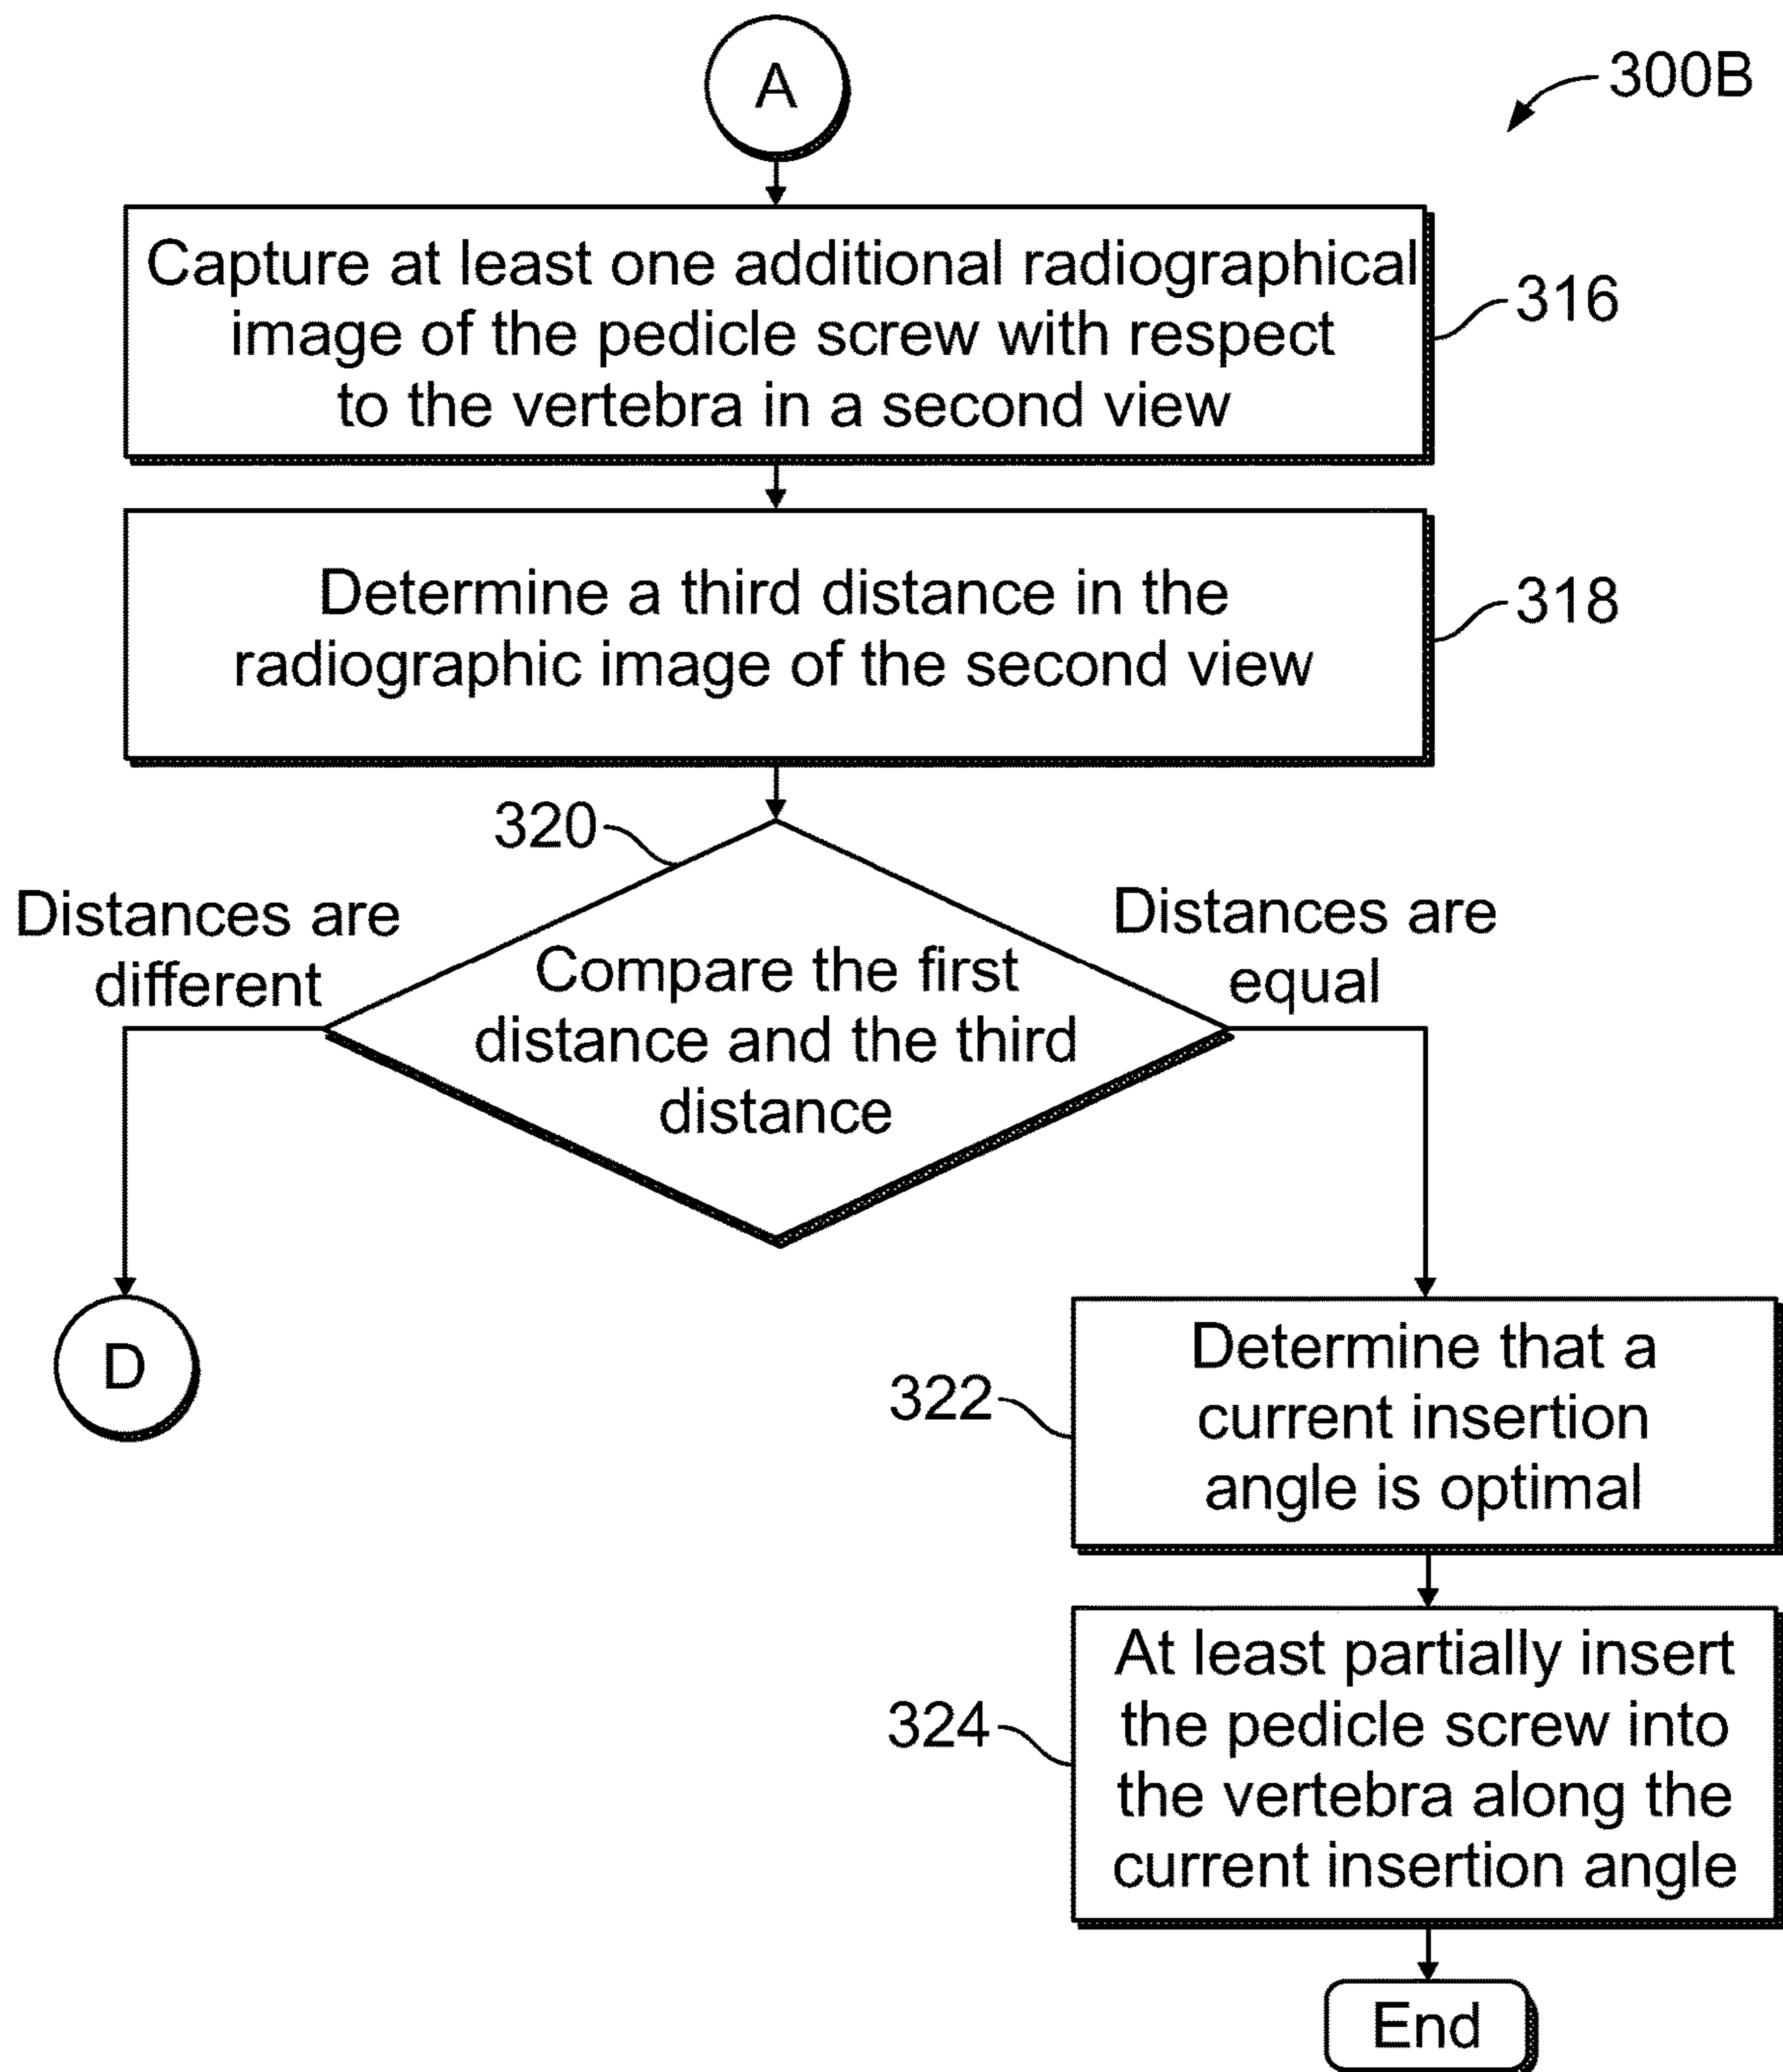 A
300B
Capture at least one additional radiographical
image of the pedicle screw with respect
to the vertebra in a second view
316
Determine a third distance in the
radiographic image of the second view
318
320
Distances are
different
Compare the first
distance and the third
distance
Distances are
equal
D
322
Determine that a
current insertion
angle is optimal
324
At least partially insert
the pedicle screw into
the vertebra along the
current insertion angle
End